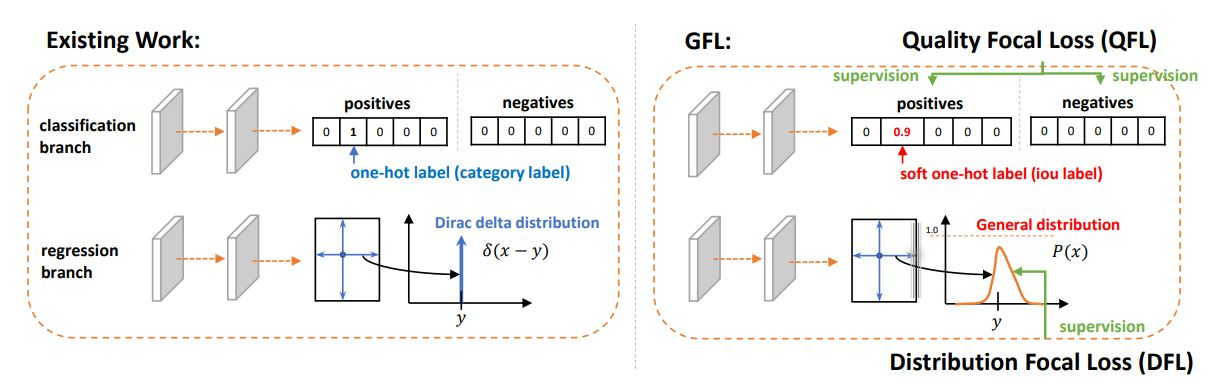 Existing Work:
classification
branch
positives
negatives
0 1 0 0 0
0 0 0 0 0
one-hot label (category label)
regression
branch
Dirac delta distribution
δ(x − y)
y
GFL:
Quality Focal Loss (QFL)
supervision
supervision
positives
negatives
0 0.9 0 0 0
0 0 0 0 0
soft one-hot label (iou label)
1.0
General distribution
P(x)
y
supervision
Distribution Focal Loss (DFL)